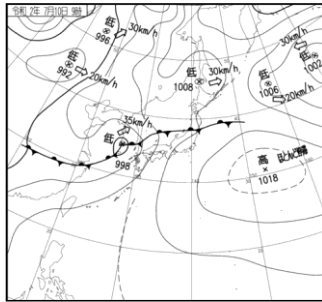 令和 2年 7月10日 9時
低
996
30km/h
低
992
20km/h
低
1008
30km/h
30km/h
低
1002
低
1006
20km/h
35km/h
低
998
高
ほとんど停滞
1018